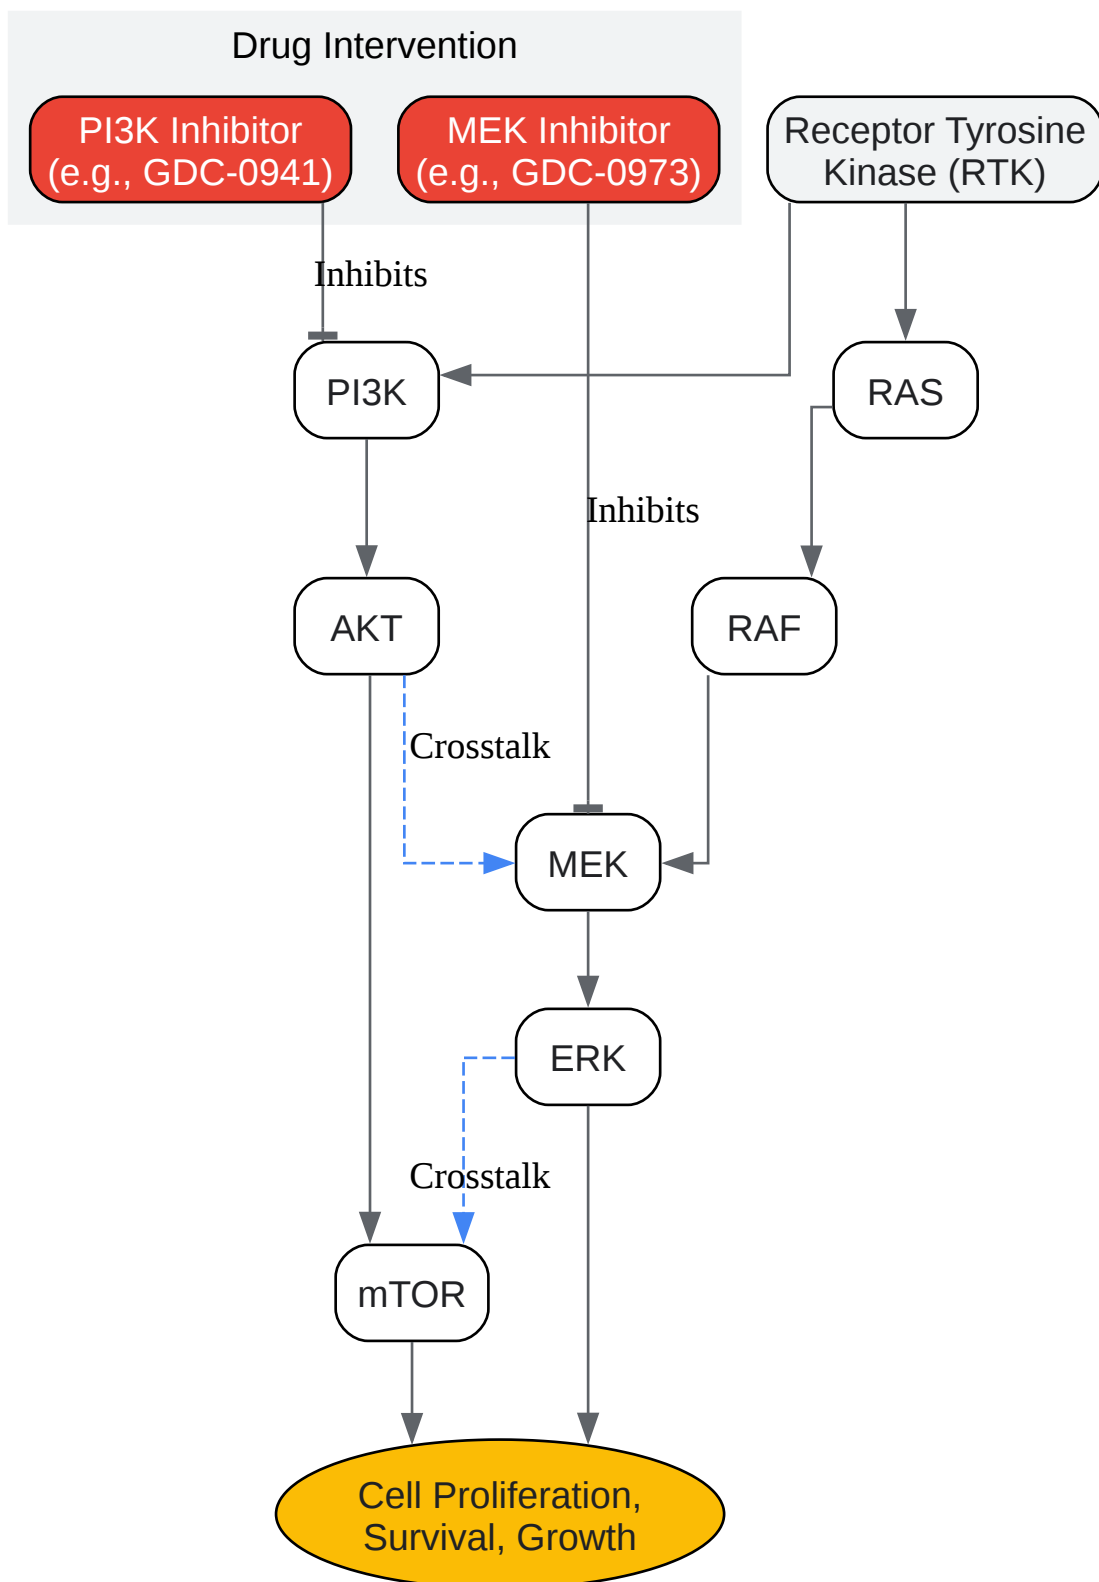 Drug Intervention
PI3K Inhibitor
(e.g., GDC-0941)
MEK Inhibitor
(e.g., GDC-0973)
Receptor Tyrosine
Kinase (RTK)
Inhibits
PI3K
RAS
Inhibits
AKT
RAF
Crosstalk
MEK
ERK
Crosstalk
mTOR
Cell Proliferation,
Survival, Growth